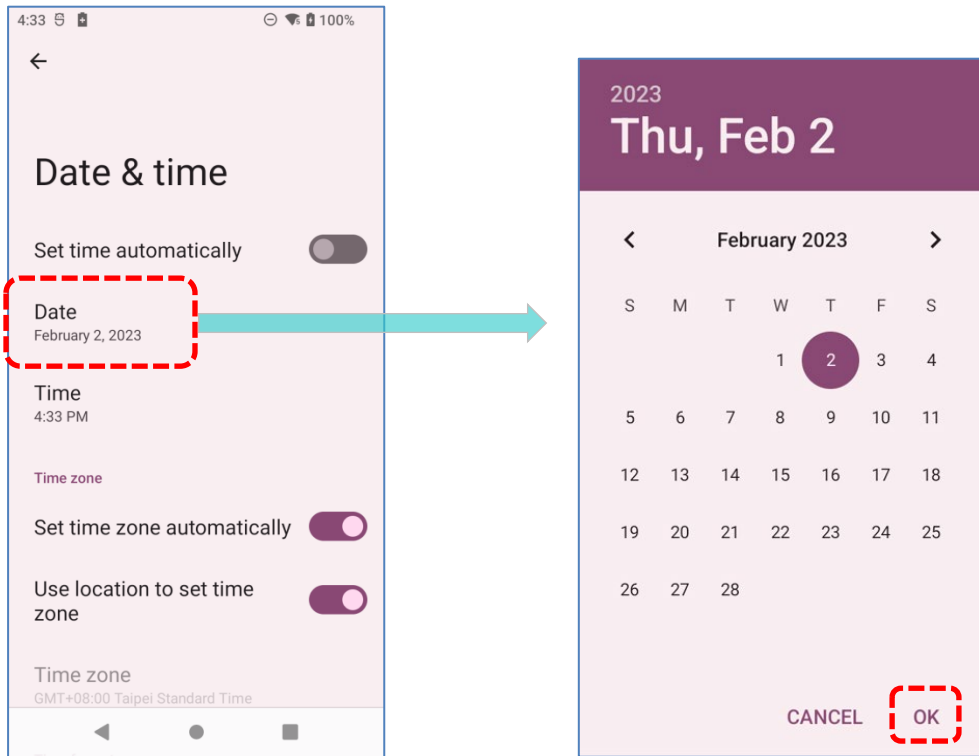 4:33 100%
Date & time
Set time automatically
Date
February 2, 2023
Time
4:33 PM
Time zone
Set time zone automatically
Use location to set time
zone
Time zone
GMT+08:00 Taipei Standard Time
2023
Thu, Feb 2
February 2023
S M T W T F S
1 2 3 4
5 6 7 8 9 10 11
12 13 14 15 16 17 18
19 20 21 22 23 24 25
26 27 28
CANCEL OK